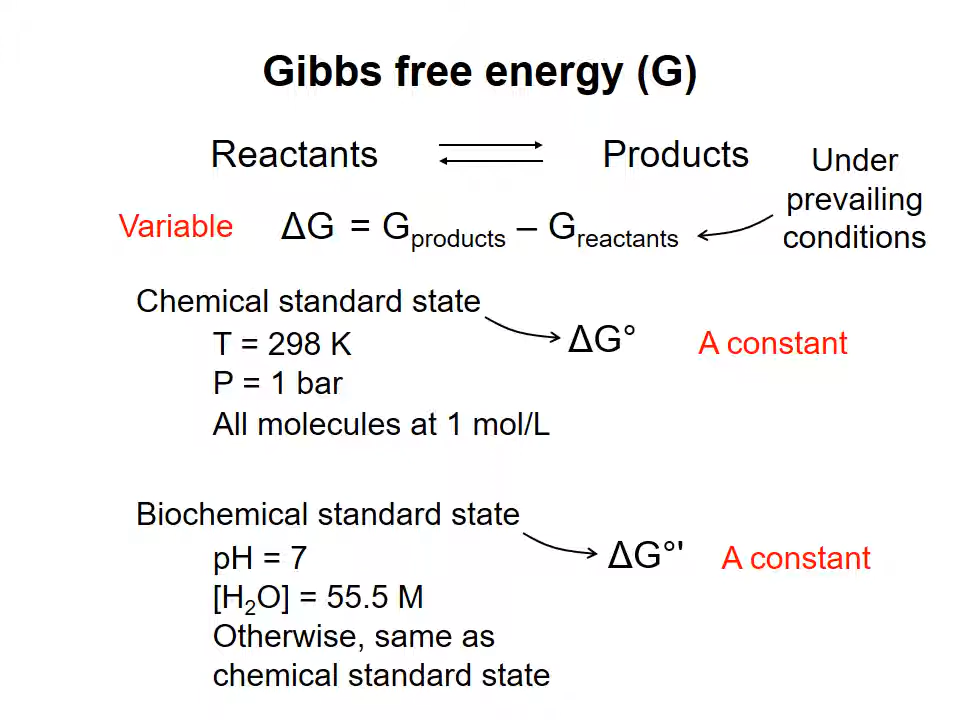 Gibbs free energy (G)
Reactants ⇌ Products
Under
prevailing
conditions
Variable ΔG = Gproducts – Greactants
Chemical standard state
ΔG° A constant
T = 298 K
P = 1 bar
All molecules at 1 mol/L
Biochemical standard state
ΔG°' A constant
pH = 7
[H₂O] = 55.5 M
Otherwise, same as
chemical standard state